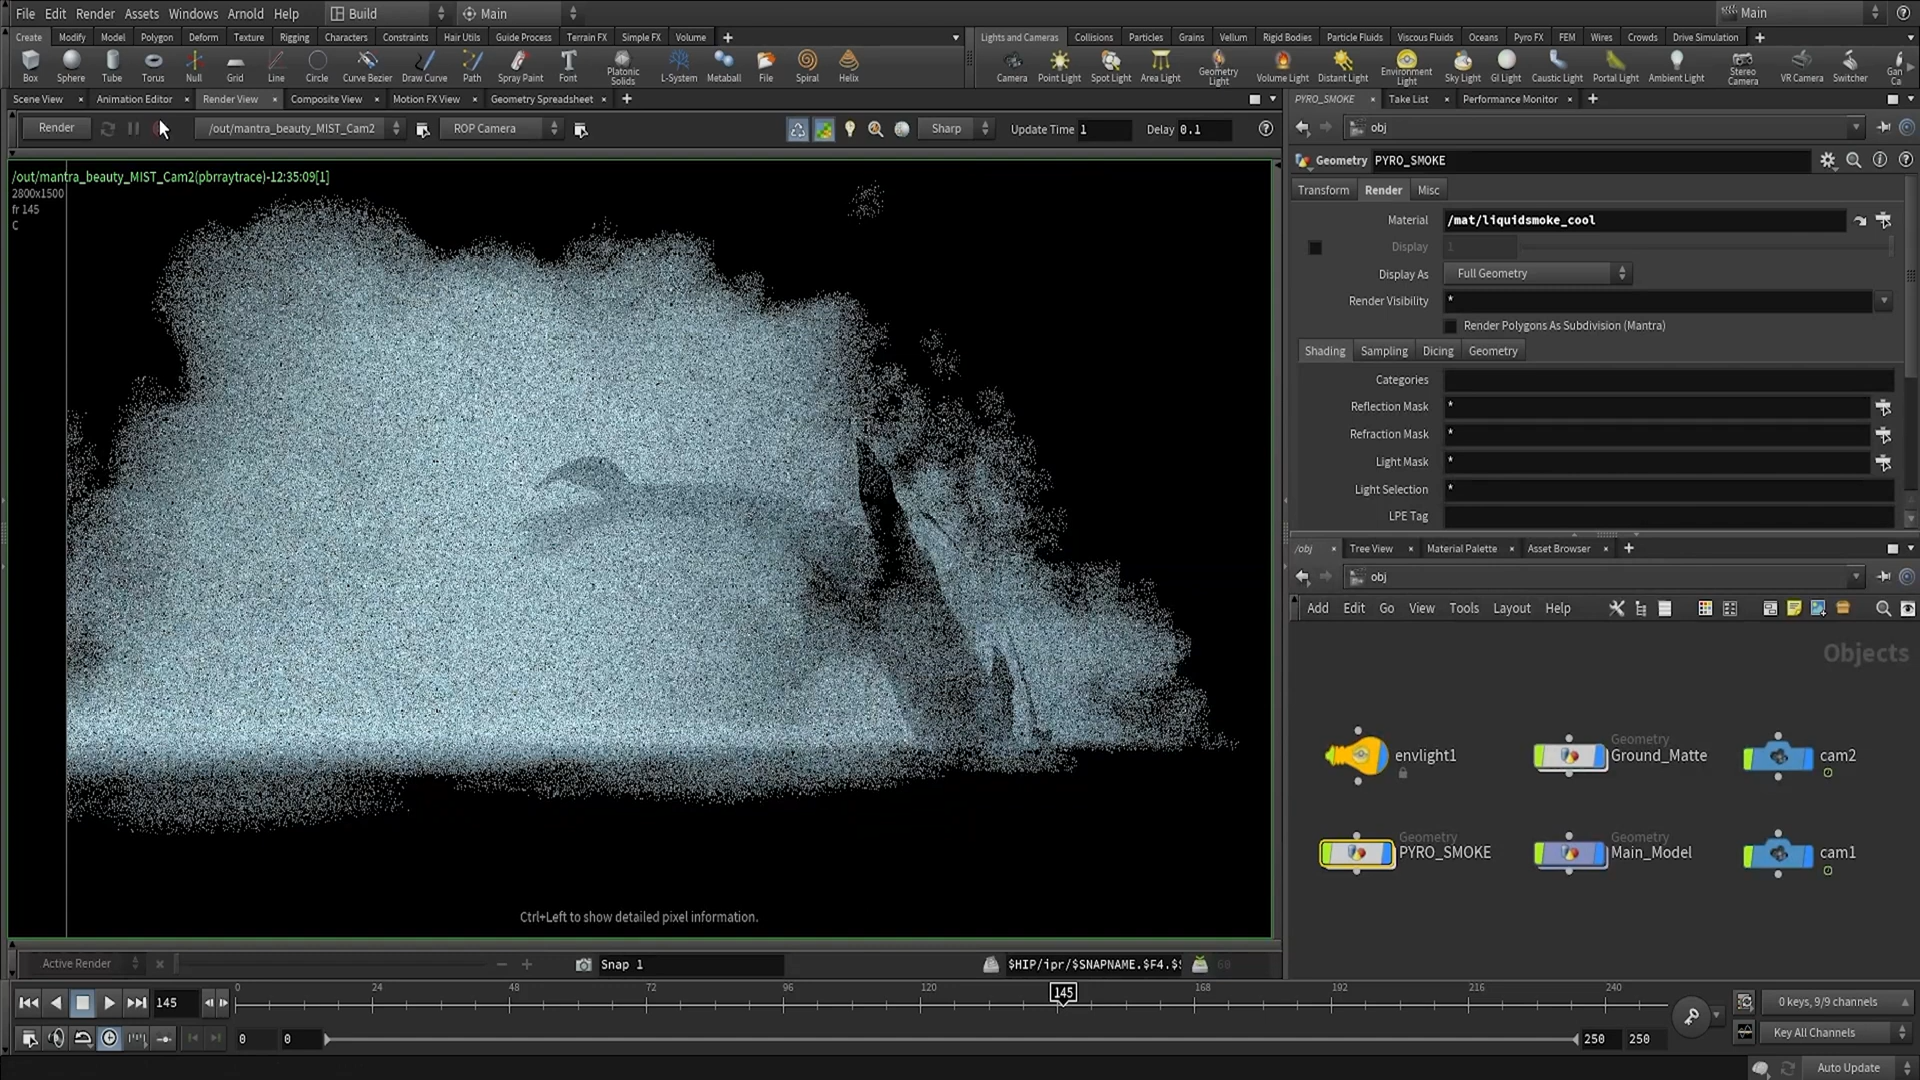 File Edit Render Assets Windows Arnold Help Build Main Main
Create Modify Model Polygon Deform Texture Rigging Characters Constraints Hair Utils Guide Process Terrain FX Simple FX Volume
Lights and Cameras Collisions Particles Grains Vellum Rigid Bodies Particle Fluids Viscous Fluids Oceans Pyro FX FEM Wires Crowds Drive Simulation
Box Sphere Tube Torus Null Grid Line Circle Curve Bezier Draw Curve Path Spray Paint Font Platonic Solids L-System Metaball File Spiral Helix
Camera Point Light Spot Light Area Light Geometry Light Volume Light Distant Light Environment Light Sky Light GI Light Caustic Light Portal Light Ambient Light Stereo Camera VR Camera Switcher Gan Ca
Scene View Animation Editor Render View Composite View Motion FX View Geometry Spreadsheet
PYRO_SMOKE Take List Performance Monitor
Render /out/mantra_beauty_MIST_Cam2 ROP Camera Sharp Update Time 1 Delay 0.1
obj
Geometry PYRO_SMOKE
/out/mantra_beauty_MIST_Cam2(pbrraytrace)-12:35:09[1]
2800x1500
fr 145
C
Transform Render Misc
Material /mat/liquidsmoke_cool
Display 1
Display As Full Geometry
Render Visibility *
Render Polygons As Subdivision (Mantra)
Shading Sampling Dicing Geometry
Categories
Reflection Mask *
Refraction Mask *
Light Mask *
Light Selection *
LPE Tag
/obj Tree View Material Palette Asset Browser
obj
Add Edit Go View Tools Layout Help
Objects
envlight1
Geometry
Ground_Matte
cam2
Geometry
PYRO_SMOKE
Geometry
Main_Model
cam1
Ctrl+Left to show detailed pixel information.
Active Render Snap 1 $HIP/ipr/$SNAPNAME.$F4.$S 60
145 0 24 48 72 96 120 145 168 192 216 240
0 keys, 9/9 channels
0 0 250 250
Key All Channels
Auto Update